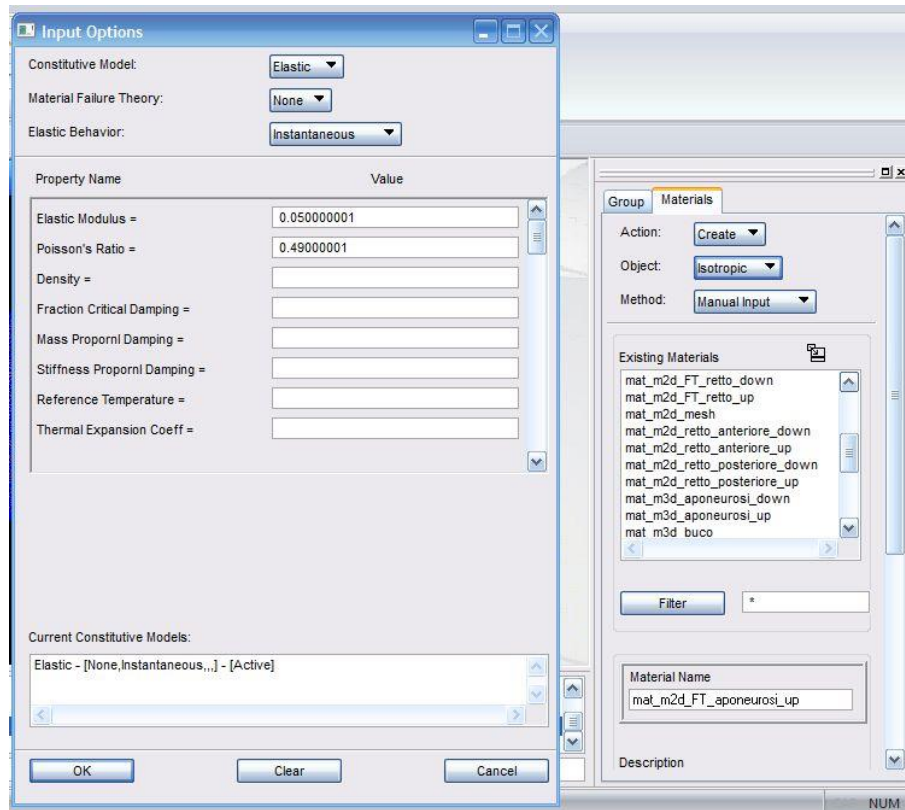 Input Options
Constitutive Model: Elastic
Material Failure Theory: None
Elastic Behavior: Instantaneous
Property Name Value
Elastic Modulus = 0.050000001
Poisson's Ratio = 0.49000001
Density =
Fraction Critical Damping =
Mass Propornl Damping =
Stiffness Propornl Damping =
Reference Temperature =
Thermal Expansion Coeff =
Current Constitutive Models:
Elastic - [None,Instantaneous,,,] - [Active]
OK Clear Cancel
Group Materials
Action: Create
Object: Isotropic
Method: Manual Input
Existing Materials
mat_m2d_FT_retto_down
mat_m2d_FT_retto_up
mat_m2d_mesh
mat_m2d_retto_anteriore_down
mat_m2d_retto_anteriore_up
mat_m2d_retto_posteriore_down
mat_m2d_retto_posteriore_up
mat_m3d_aponeurosi_down
mat_m3d_aponeurosi_up
mat_m3d_buco
Filter *
Material Name
mat_m2d_FT_aponeurosi_up
Description
NUM